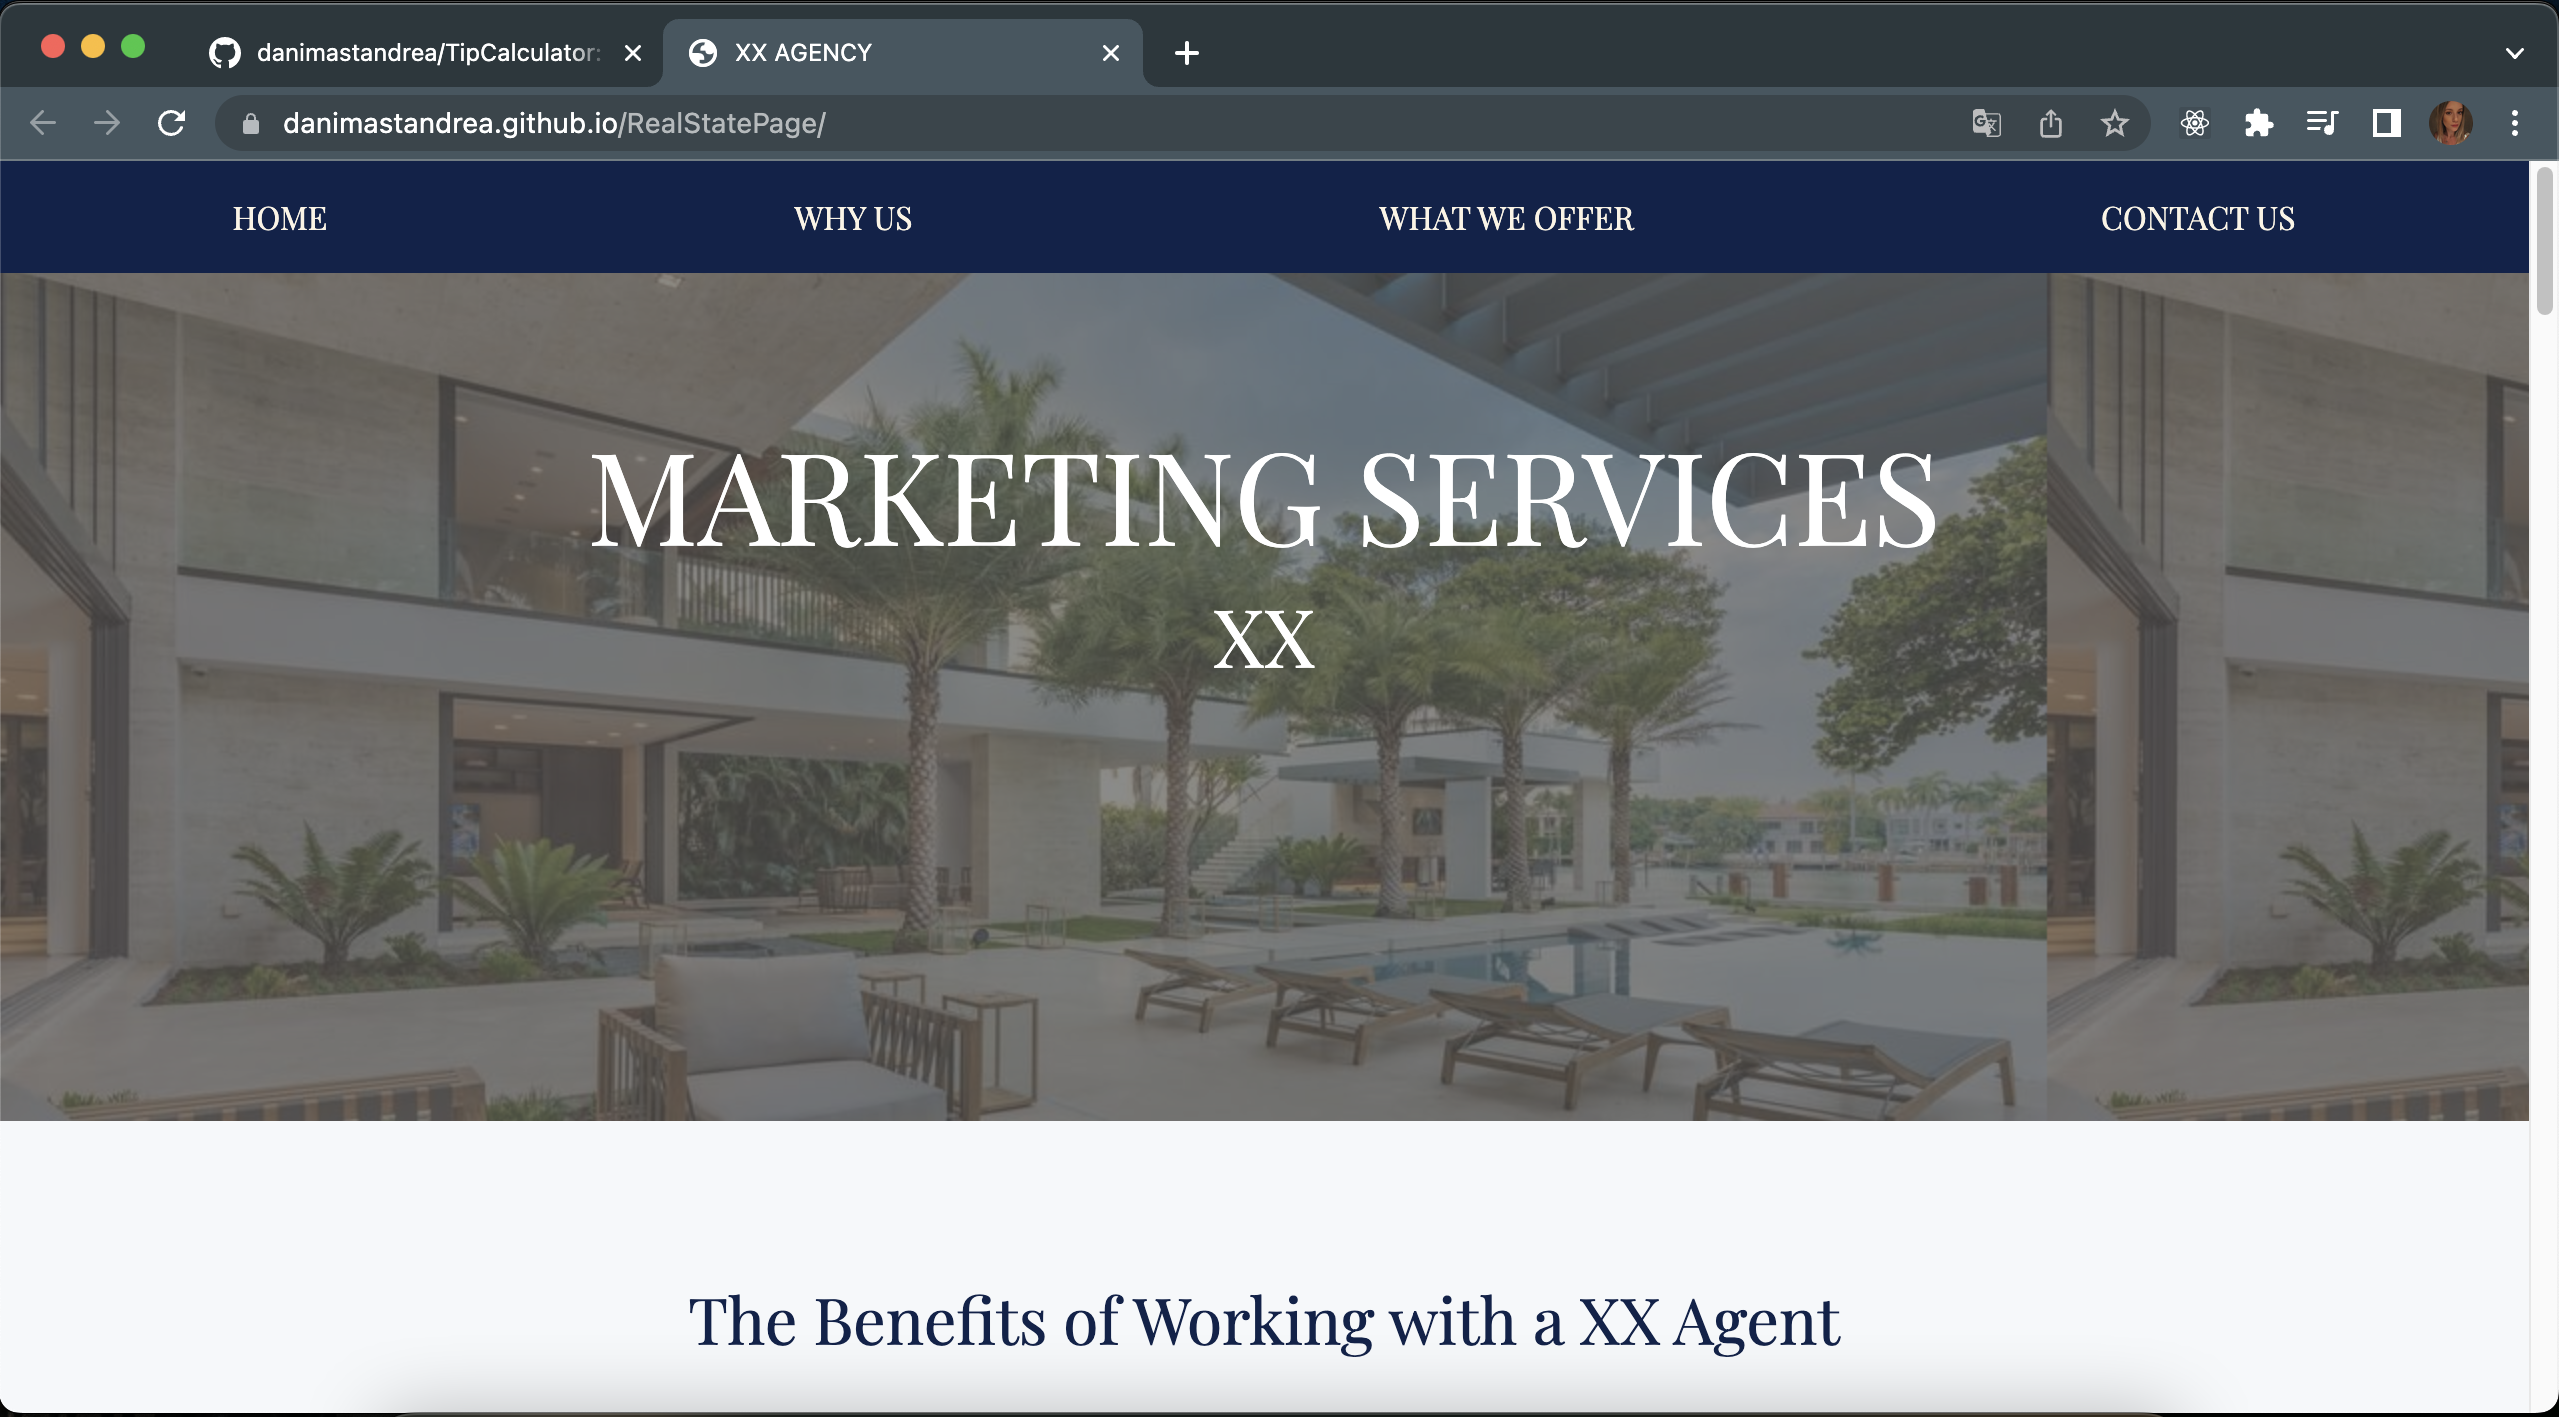 danimastandrea/TipCalculator:
XX AGENCY
danimastandrea.github.io/RealStatePage/
HOME
WHY US
WHAT WE OFFER
CONTACT US
MARKETING SERVICES
XX
The Benefits of Working with a XX Agent